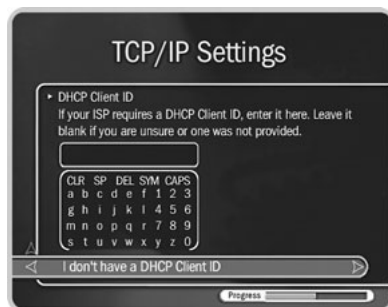 TCP/IP Settings
DHCP Client ID
If your ISP requires a DHCP Client ID, enter it here. Leave it
blank if you are unsure or one was not provided.
CLR SP DEL SYM CAPS
a b c d e f 1 2 3
g h i j k l 4 5 6
m n o p q r 7 8 9
s t u v w x y z 0
I don't have a DHCP Client ID
Progress